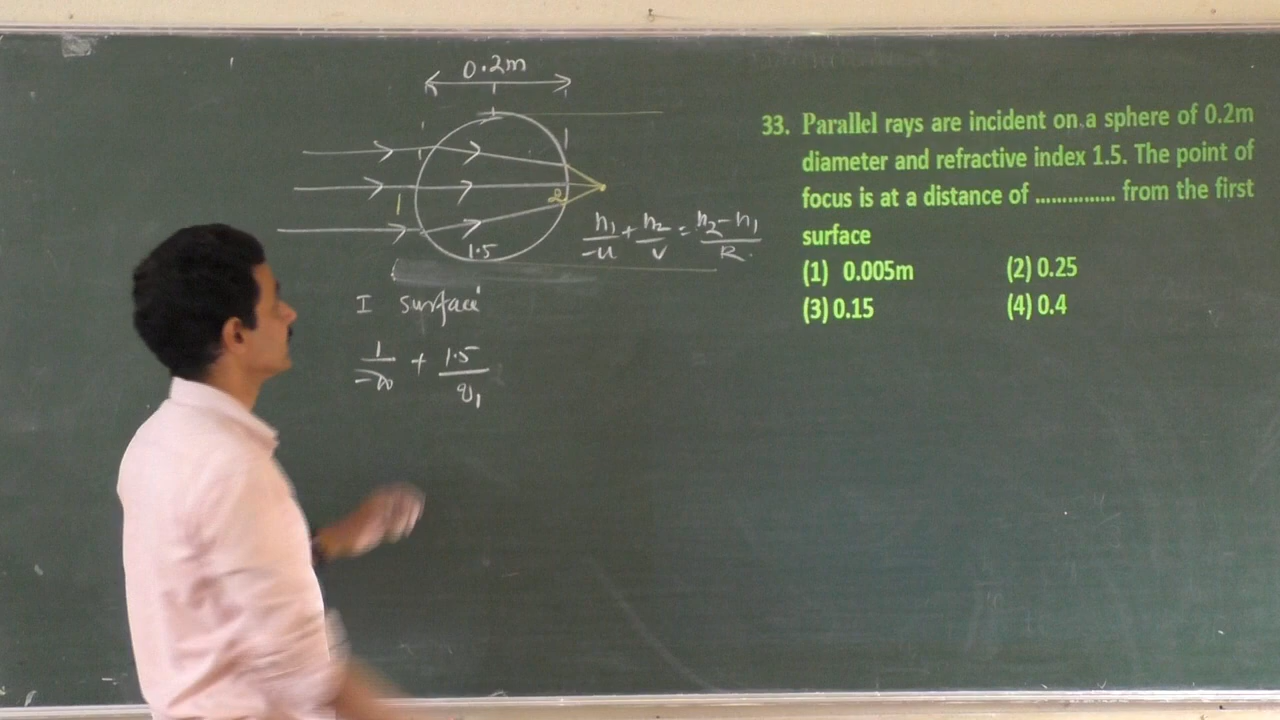 0.2m
1
2
1.5
n₁/-u + n₂/v = n₂-n₁/R.
I surface
1/-∞ + 1.5/v₁
33. Parallel rays are incident on a sphere of 0.2m
diameter and refractive index 1.5. The point of
focus is at a distance of ............... from the first
surface
(1) 0.005m (2) 0.25
(3) 0.15 (4) 0.4